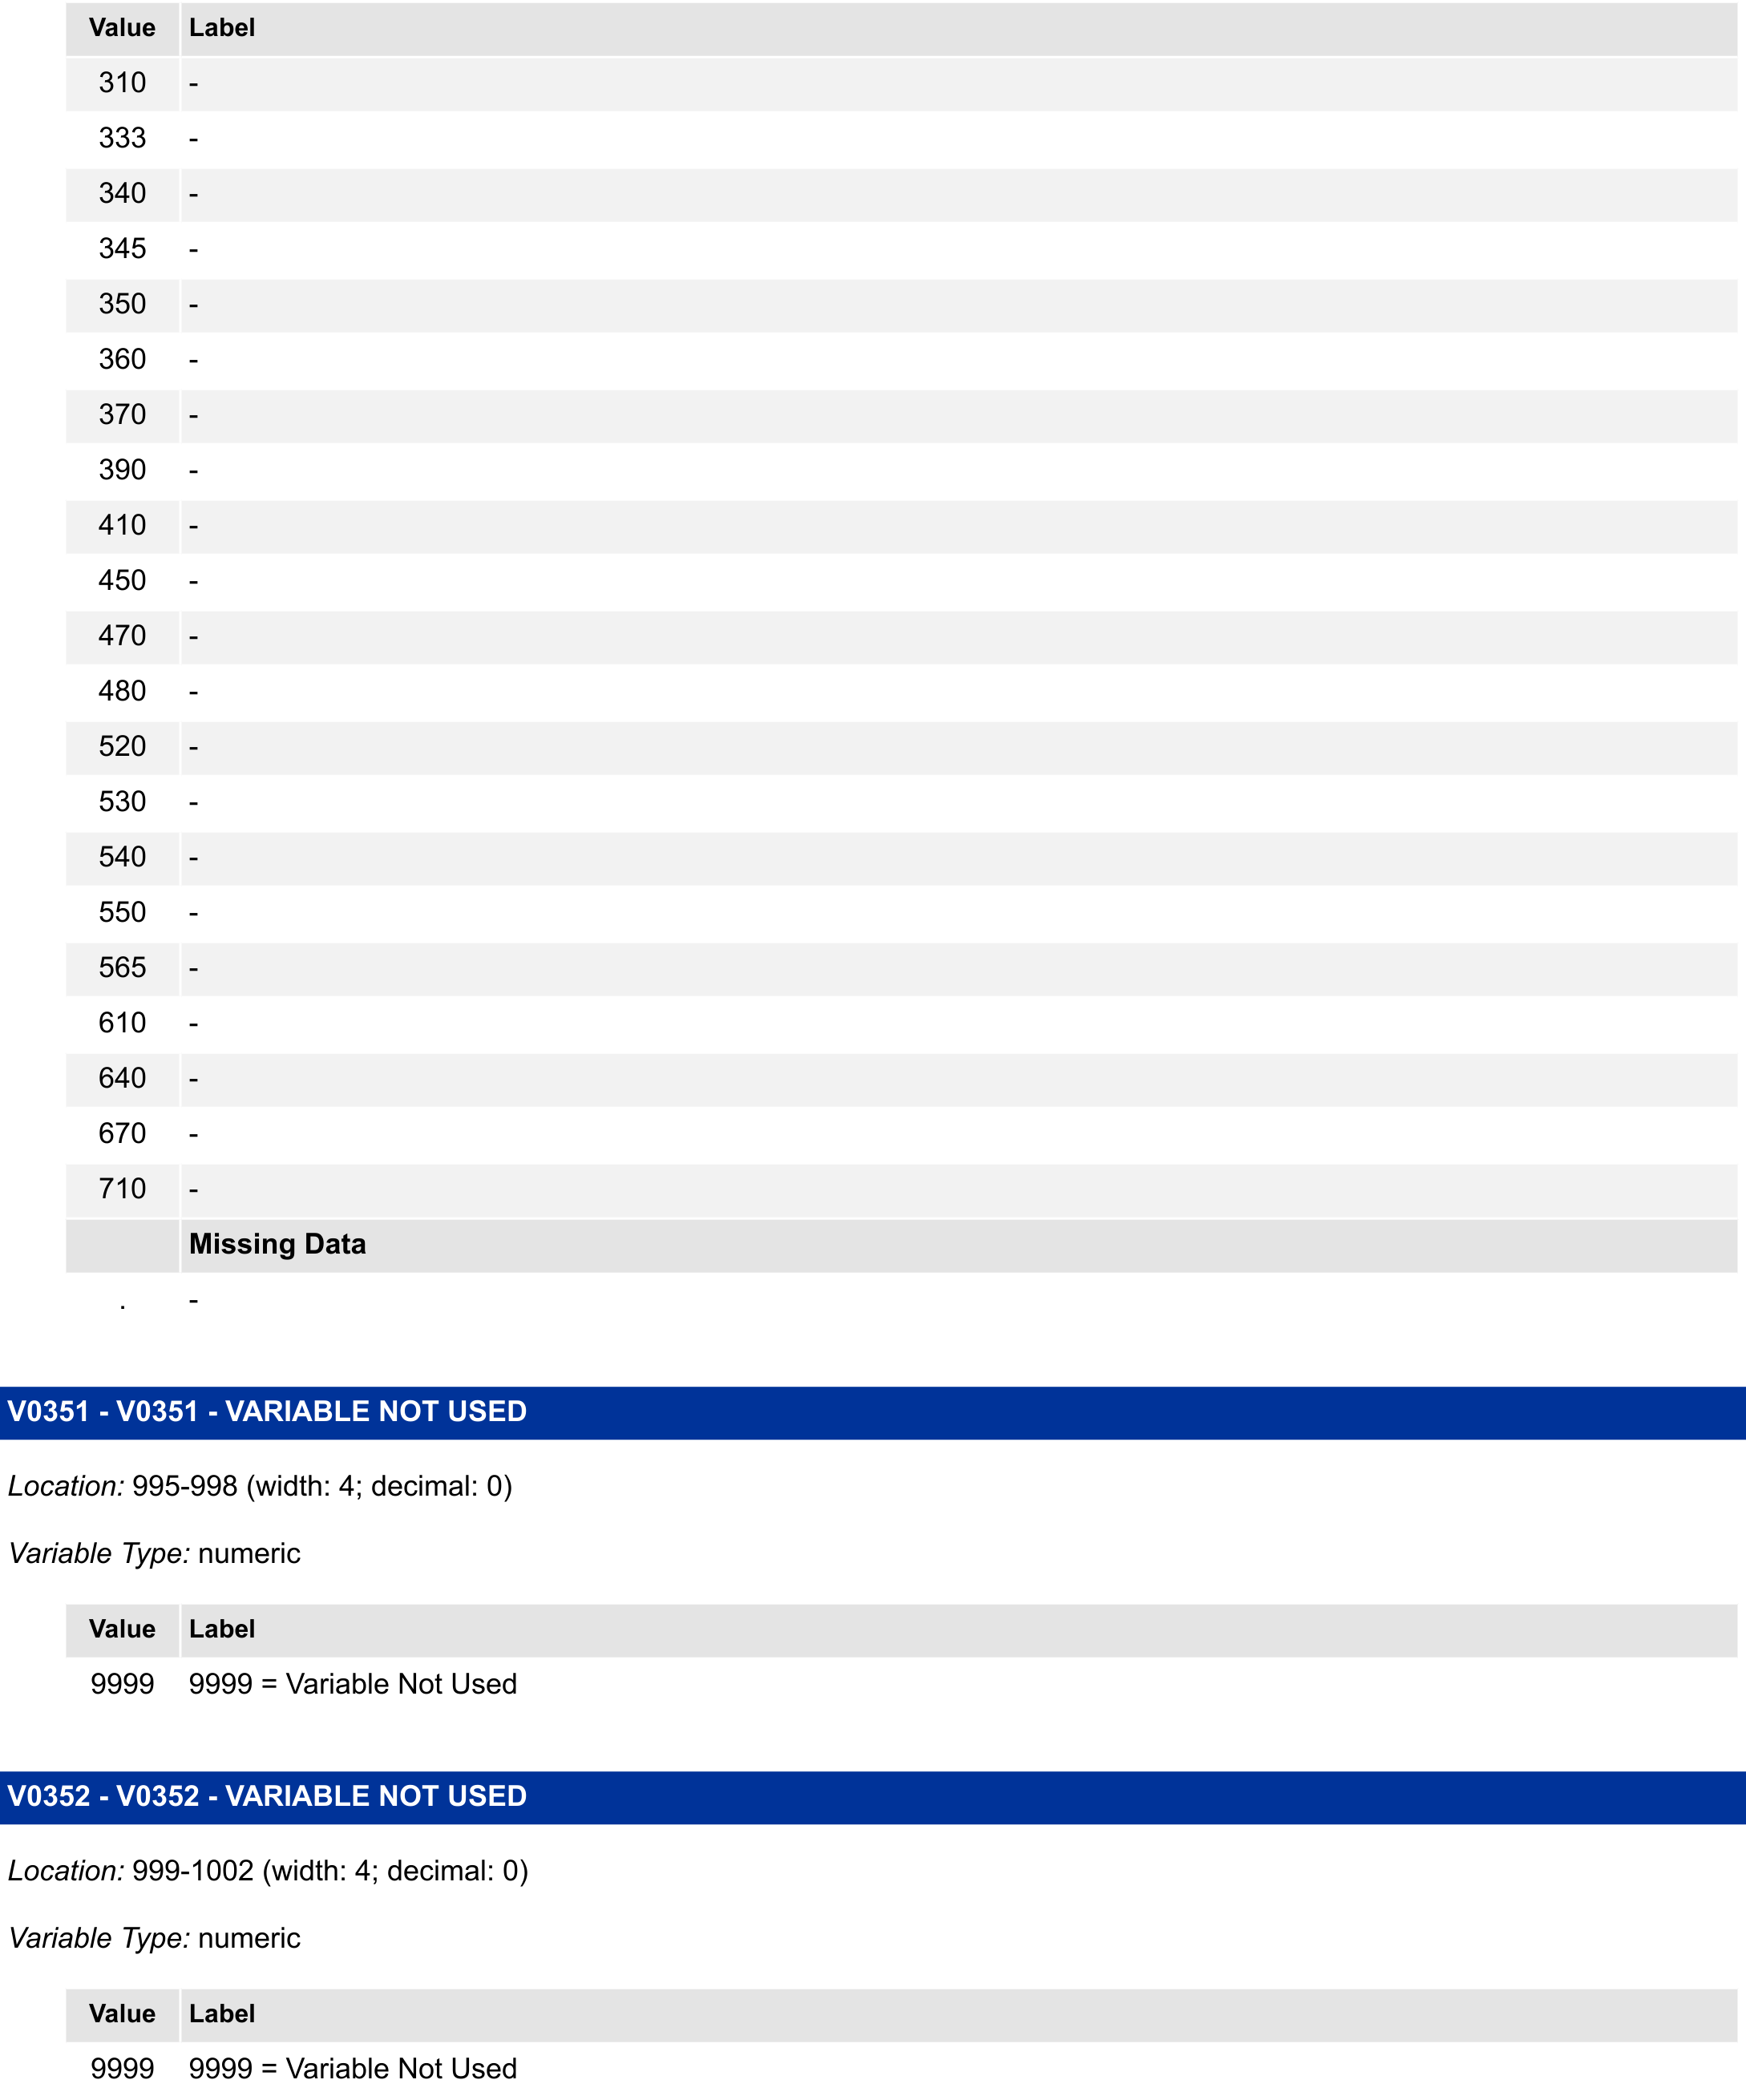 Value Label
310 -
333 -
340 -
345 -
350 -
360 -
370 -
390 -
410 -
450 -
470 -
480 -
520 -
530 -
540 -
550 -
565 -
610 -
640 -
670 -
710 -
Missing Data
. -
V0351 - V0351 - VARIABLE NOT USED
Location: 995-998 (width: 4; decimal: 0)
Variable Type: numeric
Value Label
9999 9999 = Variable Not Used
V0352 - V0352 - VARIABLE NOT USED
Location: 999-1002 (width: 4; decimal: 0)
Variable Type: numeric
Value Label
9999 9999 = Variable Not Used